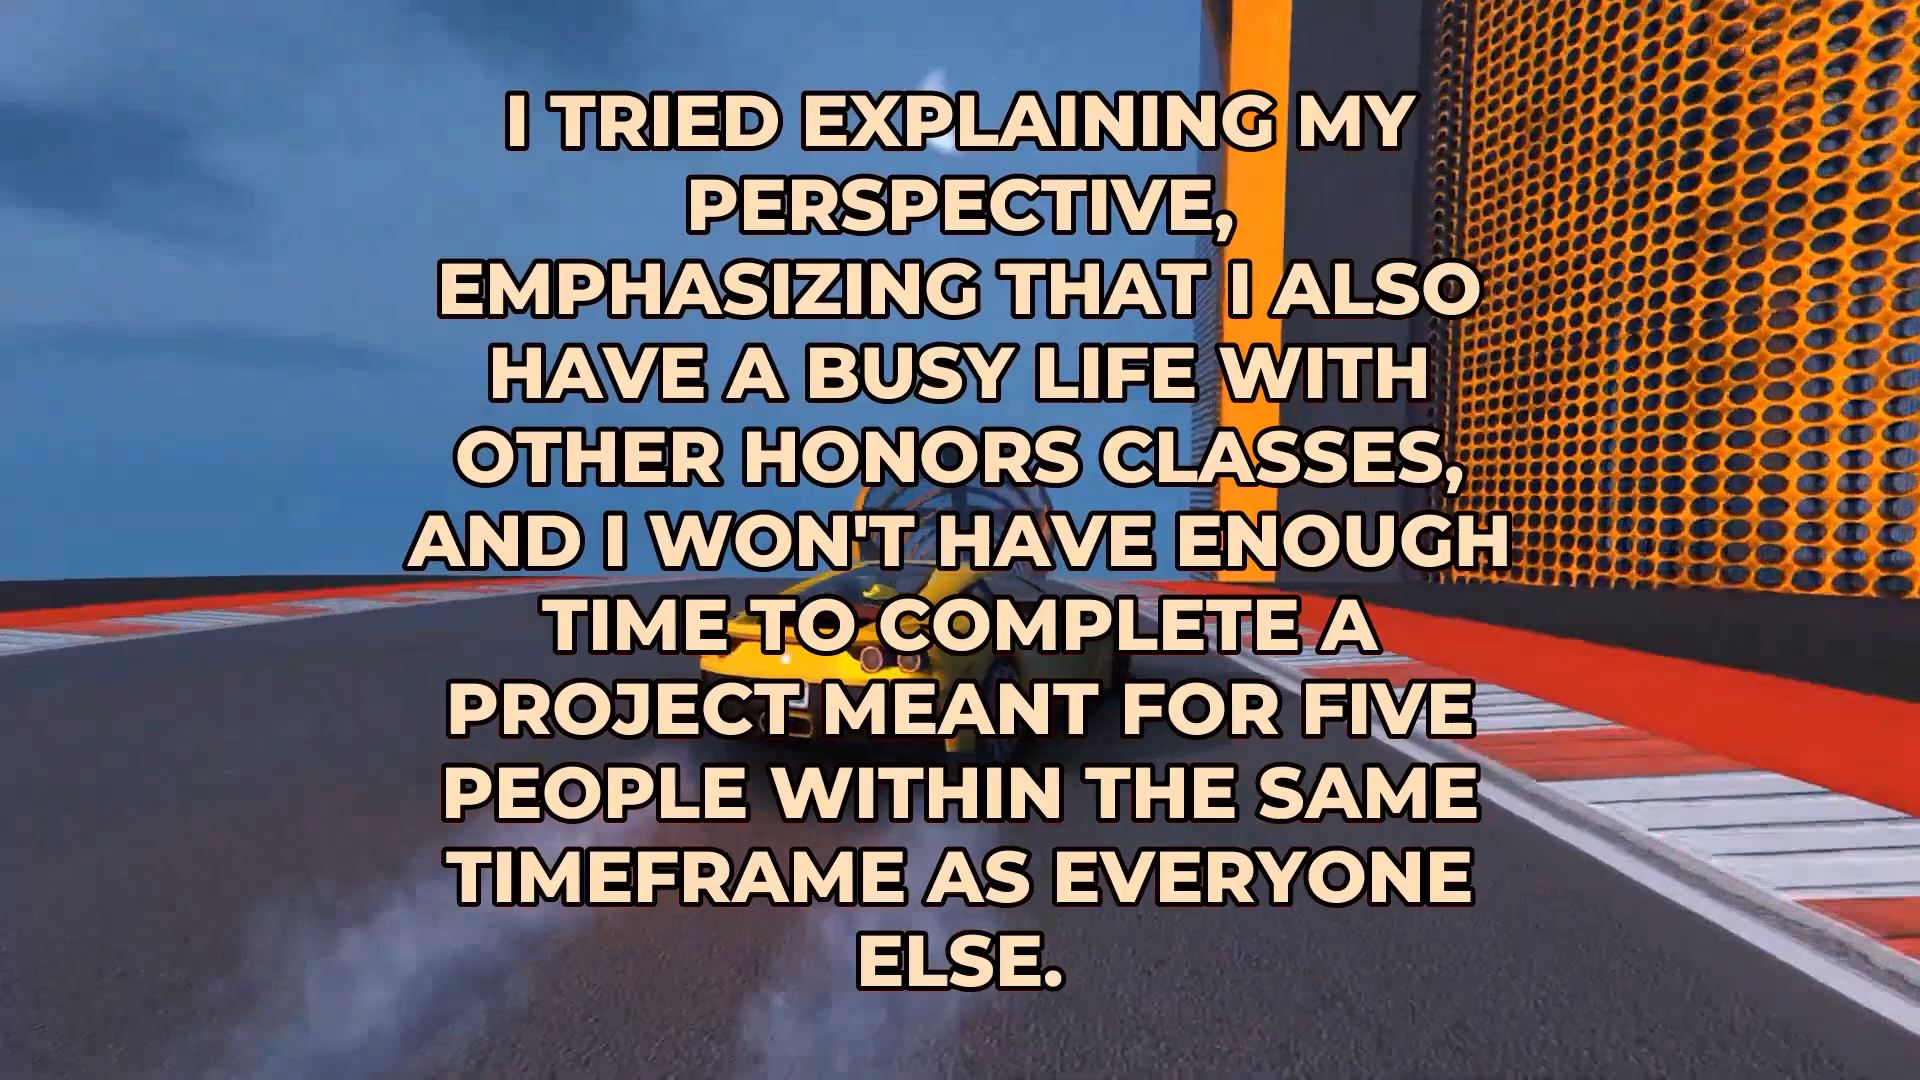 I TRIED EXPLAINING MY
PERSPECTIVE,
EMPHASIZING THAT I ALSO
HAVE A BUSY LIFE WITH
OTHER HONORS CLASSES,
AND I WON'T HAVE ENOUGH
TIME TO COMPLETE A
PROJECT MEANT FOR FIVE
PEOPLE WITHIN THE SAME
TIMEFRAME AS EVERYONE
ELSE.